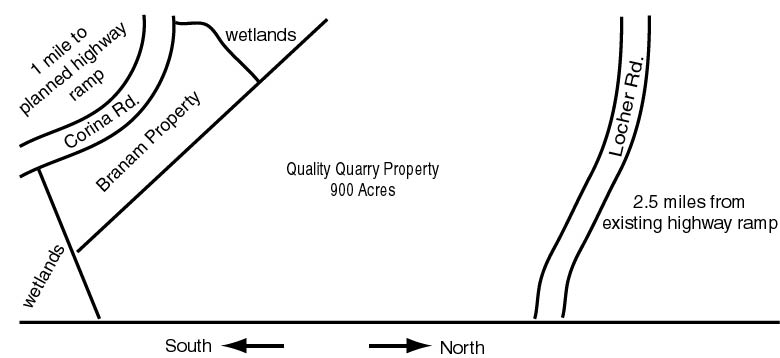 1 mile to
planned highway
ramp
Corina Rd.
Branam Property
wetlands
Quality Quarry Property
900 Acres
Locher Rd.
2.5 miles from
existing highway ramp
wetlands
South
North